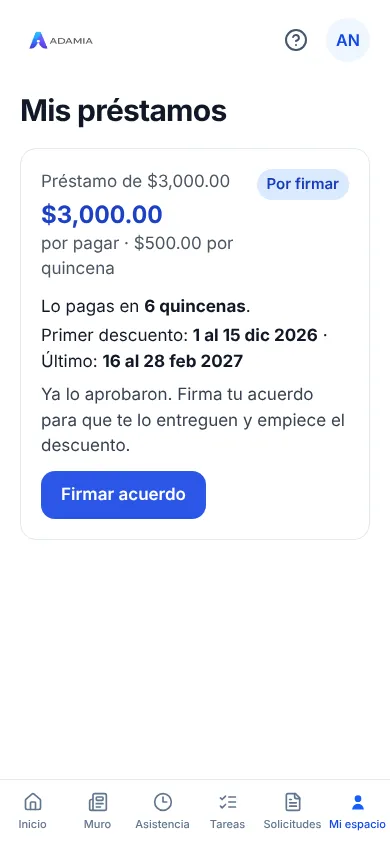 ADAMIA
AN
Mis préstamos
Préstamo de $3,000.00
Por firmar
$3,000.00
por pagar · $500.00 por
quincena
Lo pagas en 6 quincenas.
Primer descuento: 1 al 15 dic 2026 ·
Último: 16 al 28 feb 2027
Ya lo aprobaron. Firma tu acuerdo
para que te lo entreguen y empiece el
descuento.
Firmar acuerdo
Inicio
Muro
Asistencia
Tareas
Solicitudes
Mi espacio